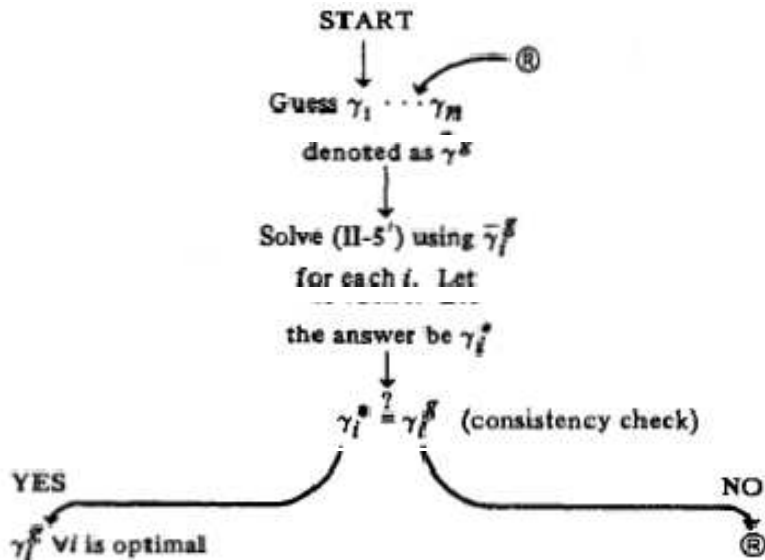 START
Ⓡ
Guess γ₁ ··· γₙ
denoted as γ̄ᵍ
Solve (II-5') using γ̄ᵢᵍ
for each i. Let
the answer be γᵢ*
γᵢ* ≟ γᵢᵍ (consistency check)
YES NO
γᵢᵍ ∀i is optimal Ⓡ